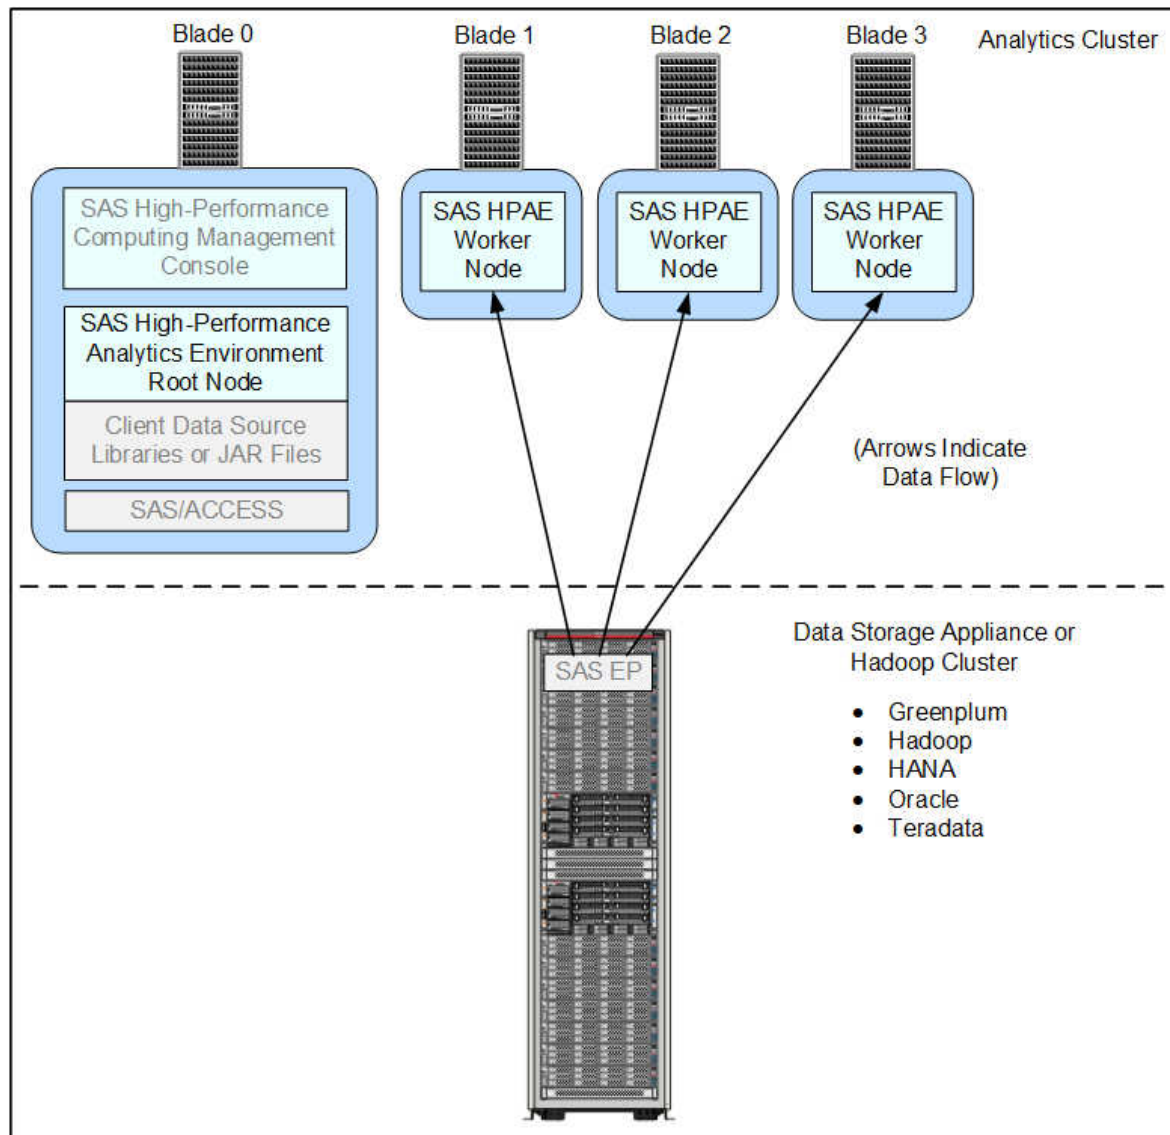 Blade 0
Blade 1
Blade 2
Blade 3
Analytics Cluster
SAS High-Performance
Computing Management
Console
SAS High-Performance
Analytics Environment
Root Node
Client Data Source
Libraries or JAR Files
SAS/ACCESS
SAS HPAE
Worker
Node
SAS HPAE
Worker
Node
SAS HPAE
Worker
Node
(Arrows Indicate
Data Flow)
SAS EP
Data Storage Appliance or
Hadoop Cluster
• Greenplum
• Hadoop
• HANA
• Oracle
• Teradata